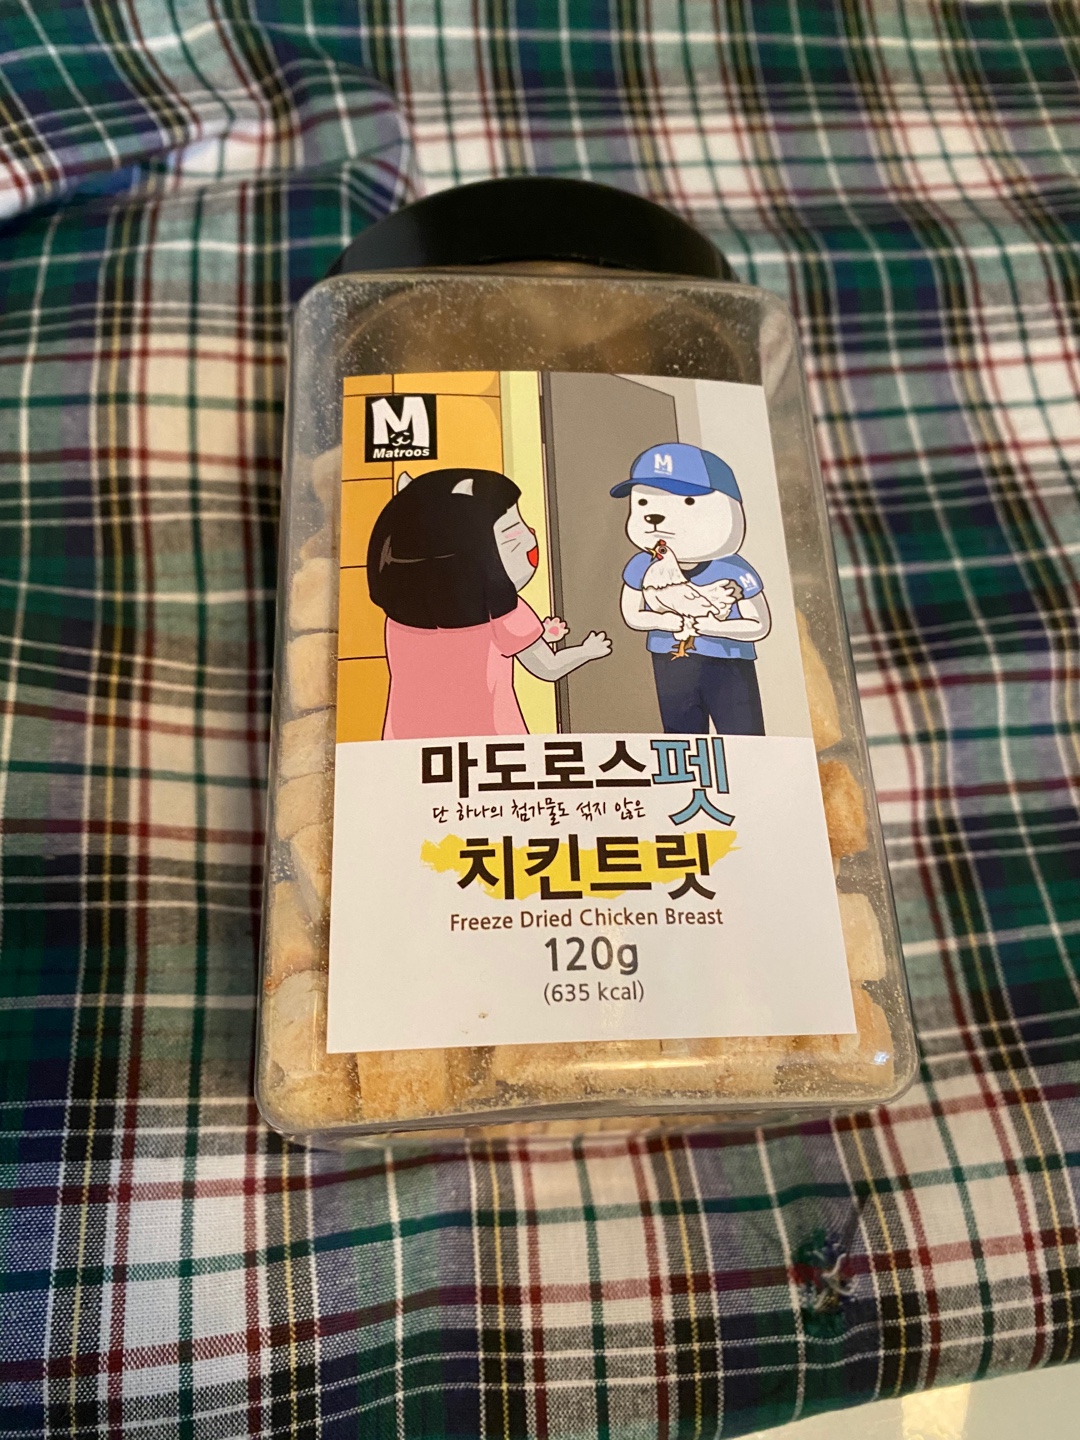 M
Matroos
M
M
마도로스펫
단 하나의 첨가물도 섞지 않은
치킨트릿
Freeze Dried Chicken Breast
120g
(635 kcal)